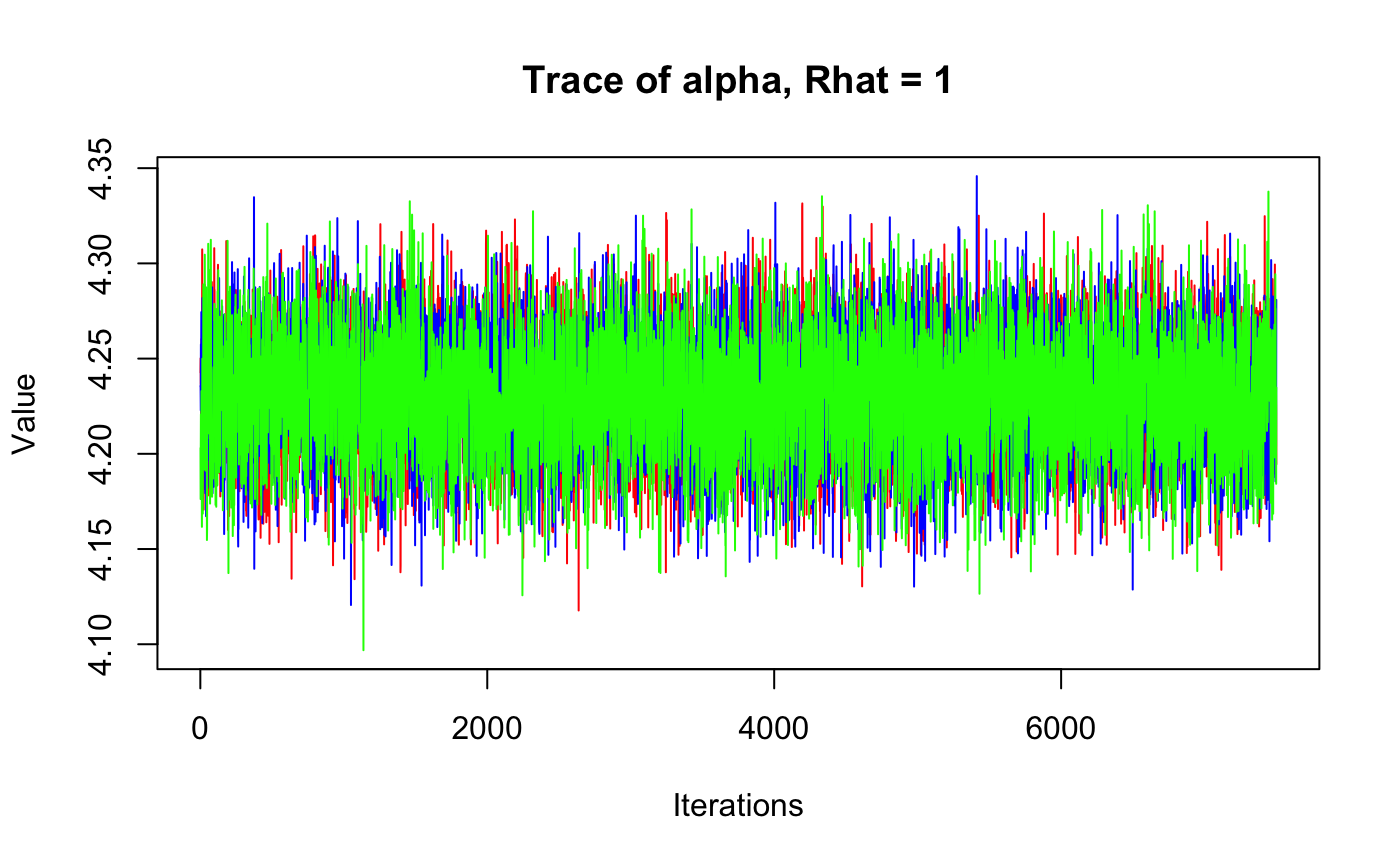 Trace of alpha, Rhat = 1
Value
4.35
4.30
4.25
4.20
4.15
4.10
0 2000 4000 6000
Iterations